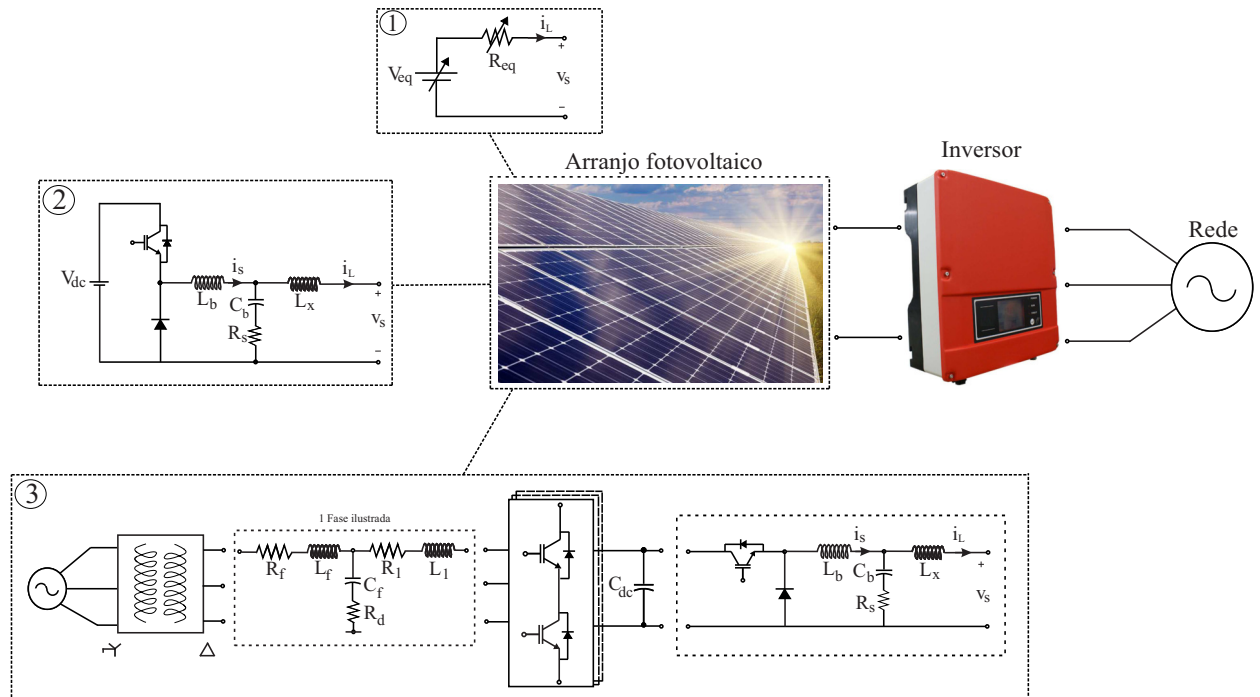 1
i_L
+
R_eq
V_eq
v_s
−
Arranjo fotovoltaico
Inversor
Rede
2
V_dc
i_s
i_L
L_b
L_x
C_b
R_s
+
v_s
−
3
1 Fase ilustrada
R_f
L_f
R_1
L_1
C_f
R_d
Y
Δ
C_dc
i_s
i_L
L_b
L_x
C_b
R_s
+
v_s
−